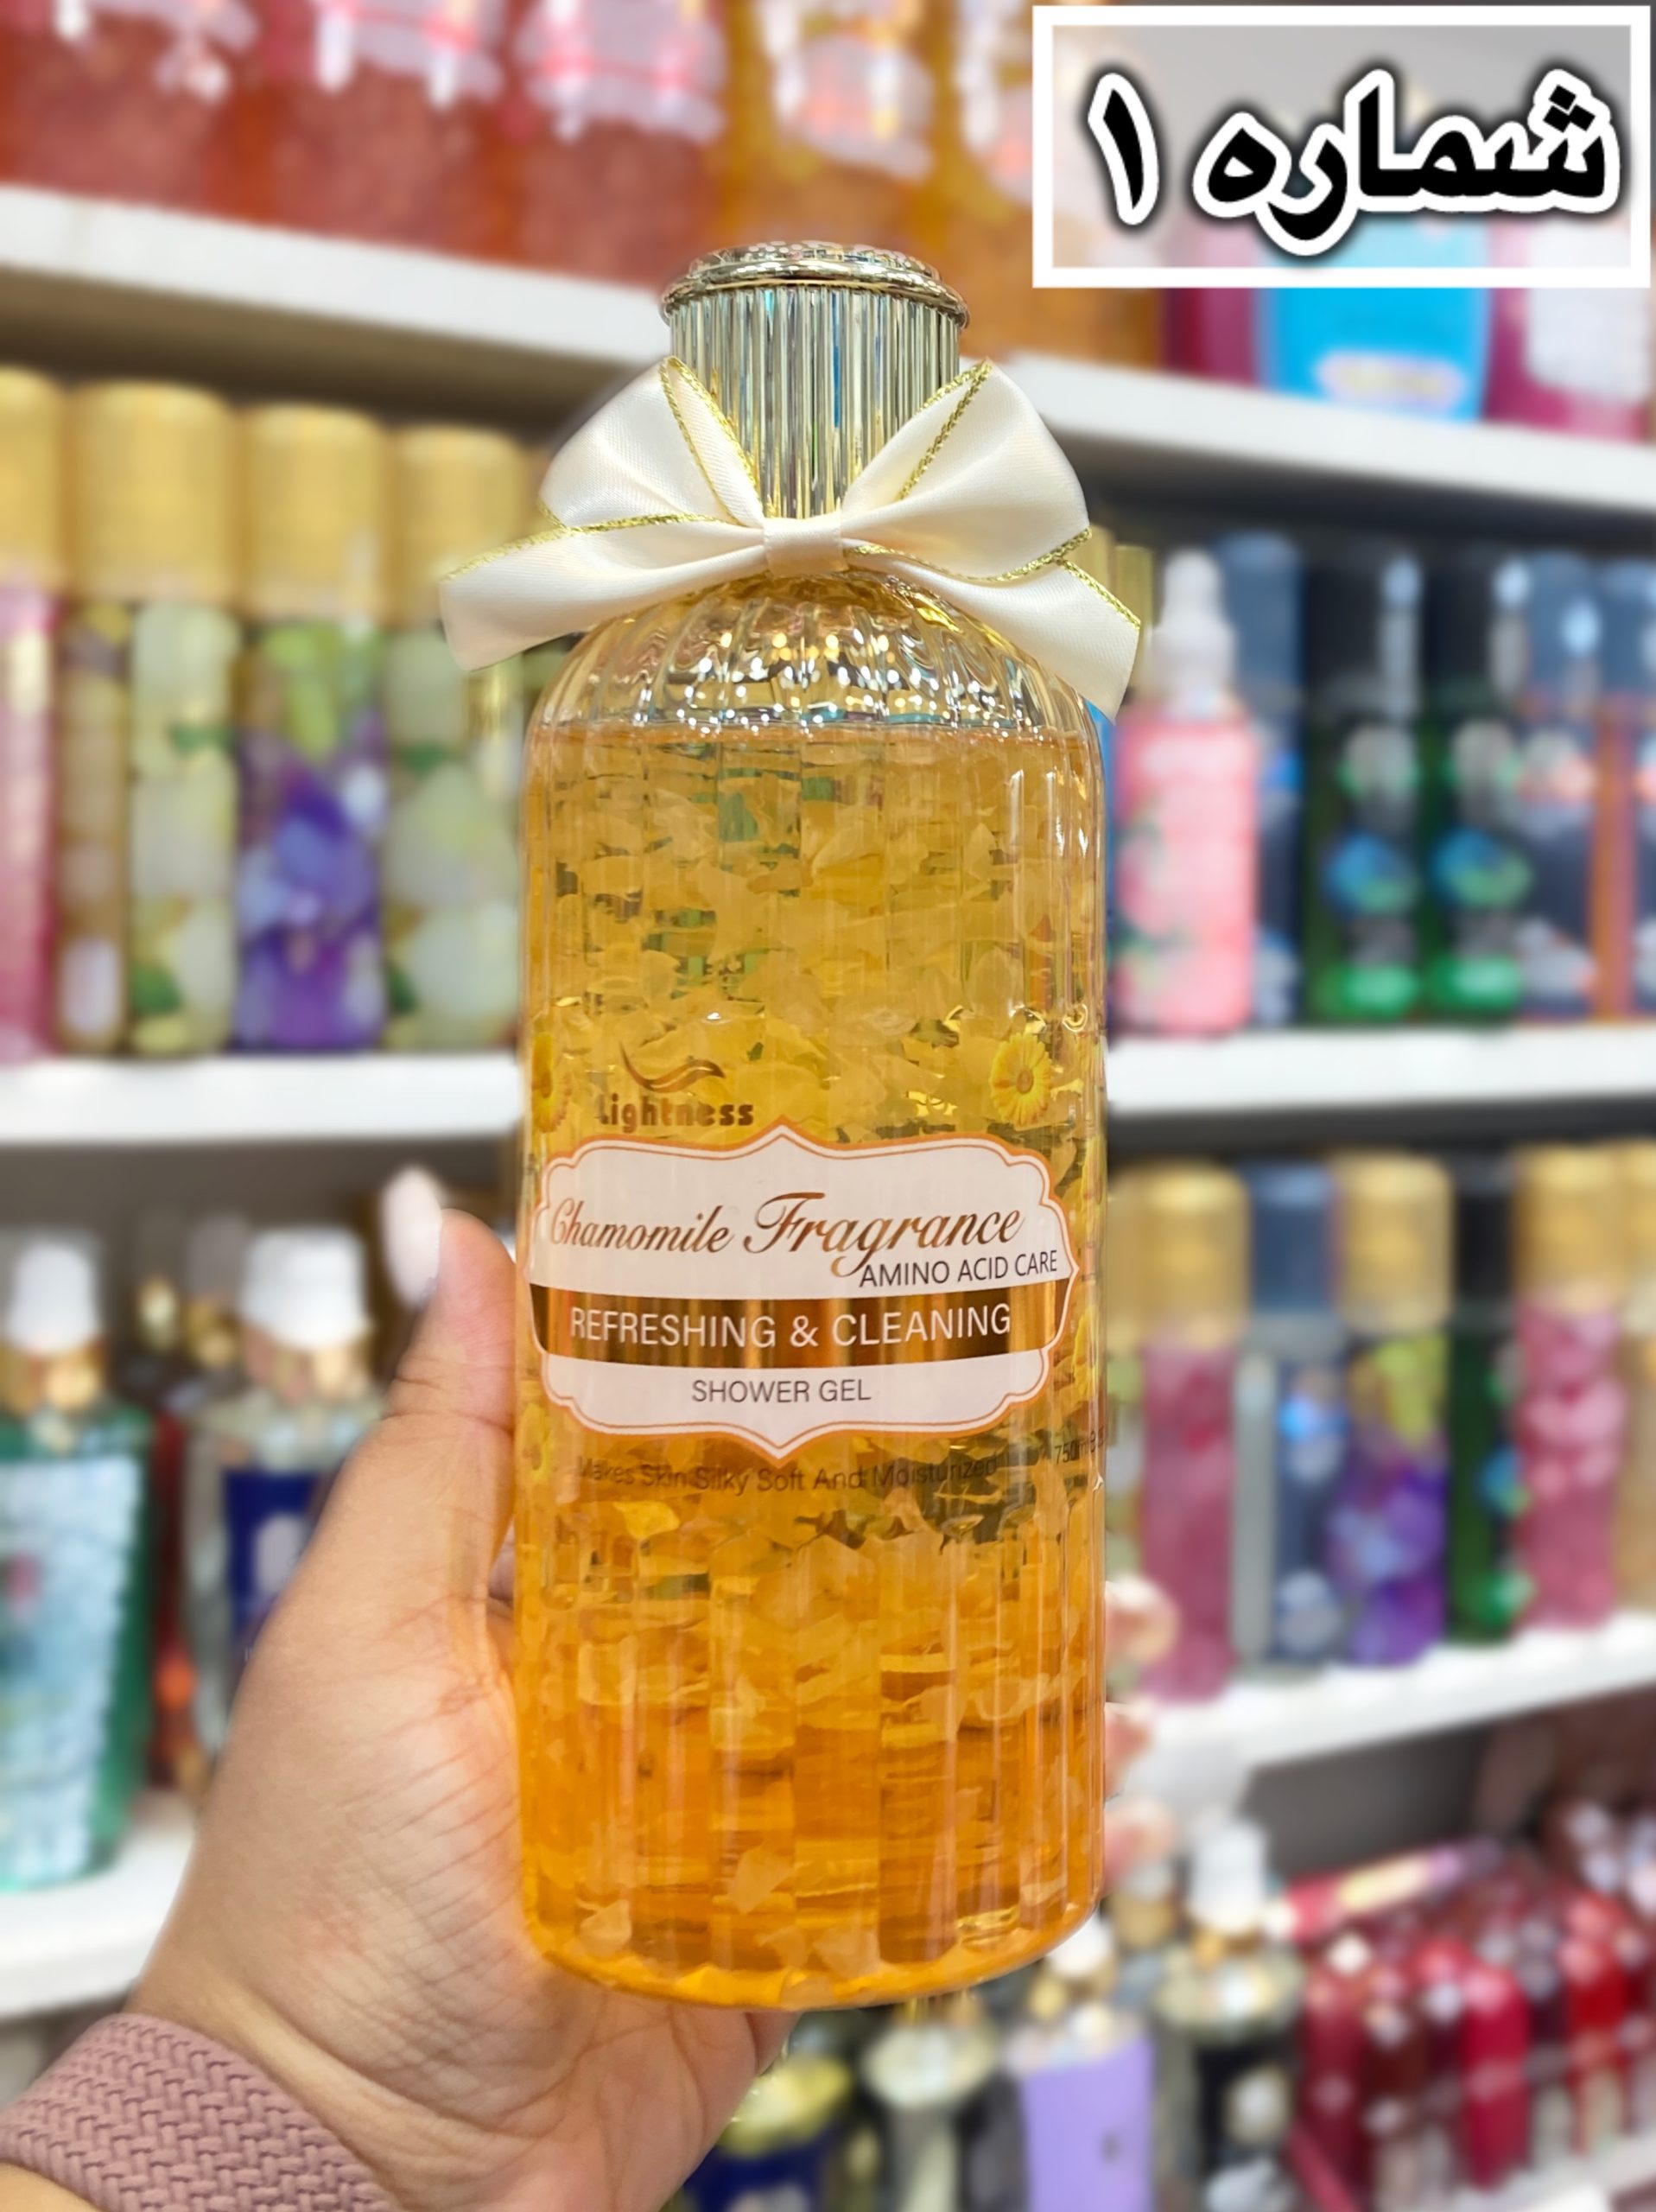 شماره ۱
Lightness
Chamomile Fragrance
AMINO ACID CARE
REFRESHING & CLEANING
SHOWER GEL
Makes Skin Silky Soft And Moisturized